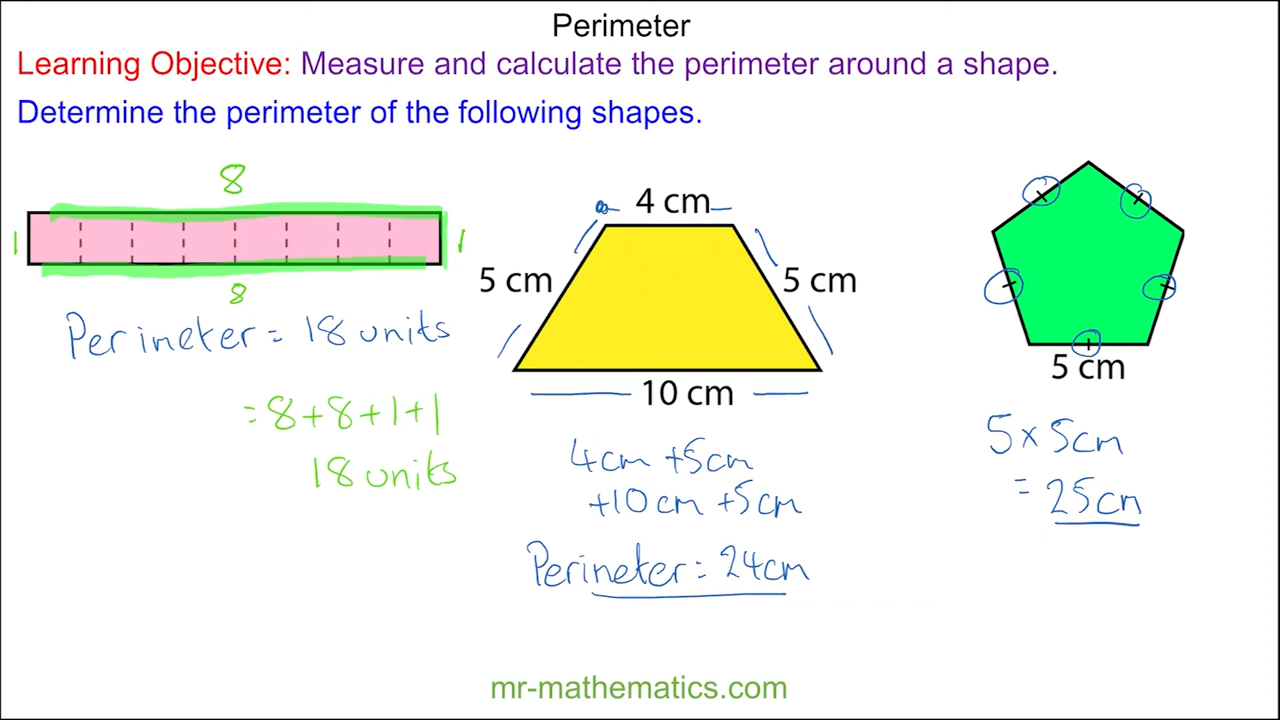 Perimeter
Learning Objective: Measure and calculate the perimeter around a shape.
Determine the perimeter of the following shapes.
8
1
1
8
Perimeter = 18 units
= 8 + 8 + 1 + 1
18 units
4 cm
5 cm
5 cm
10 cm
4cm + 5cm
+ 10cm + 5cm
Perimeter = 24cm
5 cm
5 × 5cm
= 25cm
mr-mathematics.com